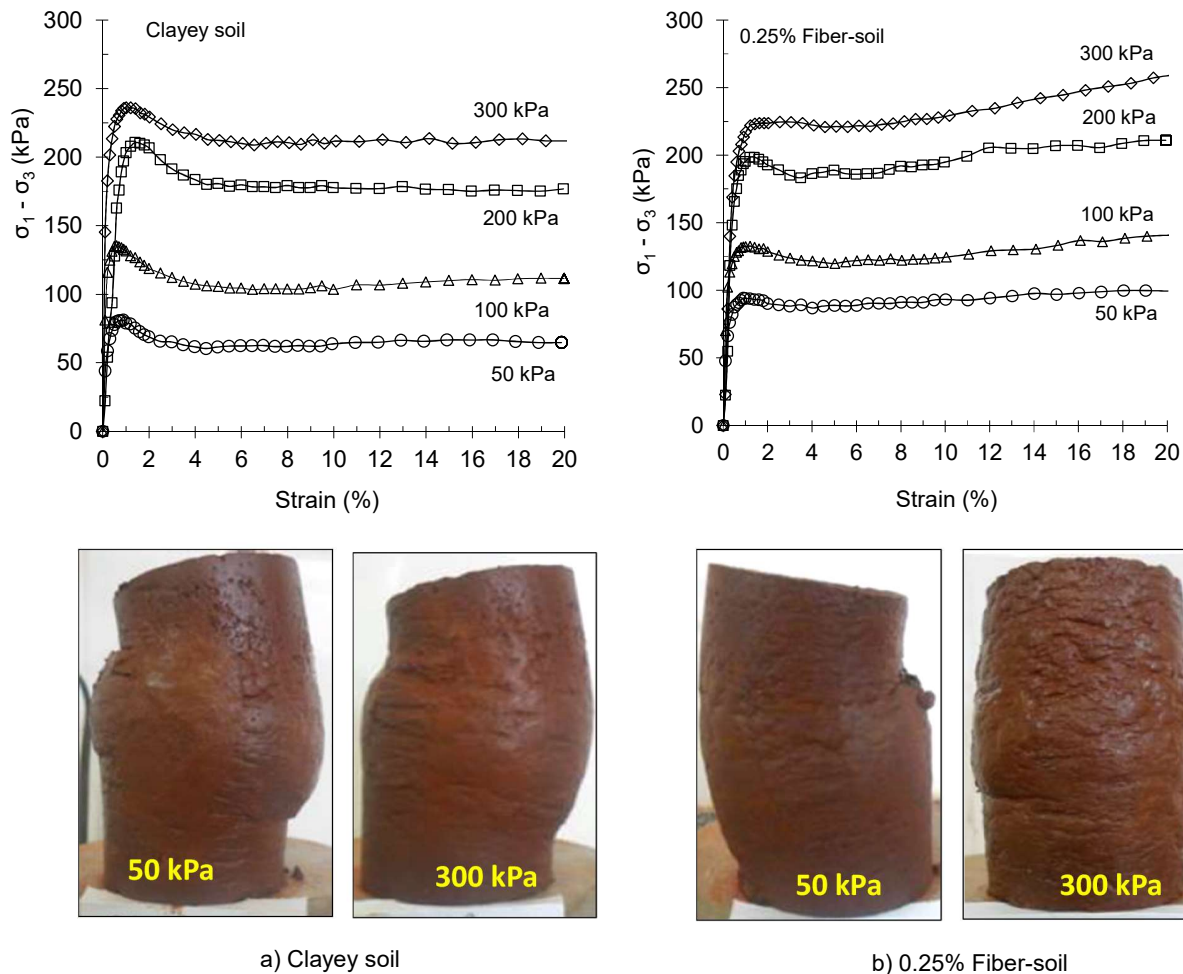 Clayey soil
300
250
200
150
100
50
0
σ1 - σ3 (kPa)
300 kPa
200 kPa
100 kPa
50 kPa
0 2 4 6 8 10 12 14 16 18 20
Strain (%)
0.25% Fiber-soil
300
250
200
150
100
50
0
σ1 - σ3 (kPa)
300 kPa
200 kPa
100 kPa
50 kPa
0 2 4 6 8 10 12 14 16 18 20
Strain (%)
50 kPa
300 kPa
50 kPa
300 kPa
a) Clayey soil
b) 0.25% Fiber-soil